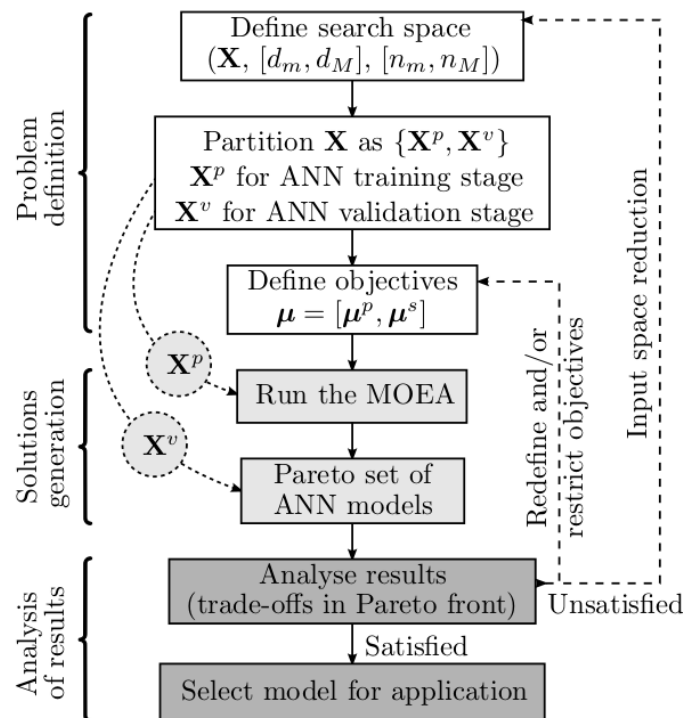 Define search space
(X, [d_m, d_M], [n_m, n_M])
Problem
definition
Partition X as {X^p, X^v}
X^p for ANN training stage
X^v for ANN validation stage
Define objectives
μ = [μ^p, μ^s]
Input space reduction
Redefine and/or
restrict objectives
Solutions
generation
X^p
Run the MOEA
X^v
Pareto set of
ANN models
Analysis
of results
Analyse results
(trade-offs in Pareto front)
Unsatisfied
Satisfied
Select model for application